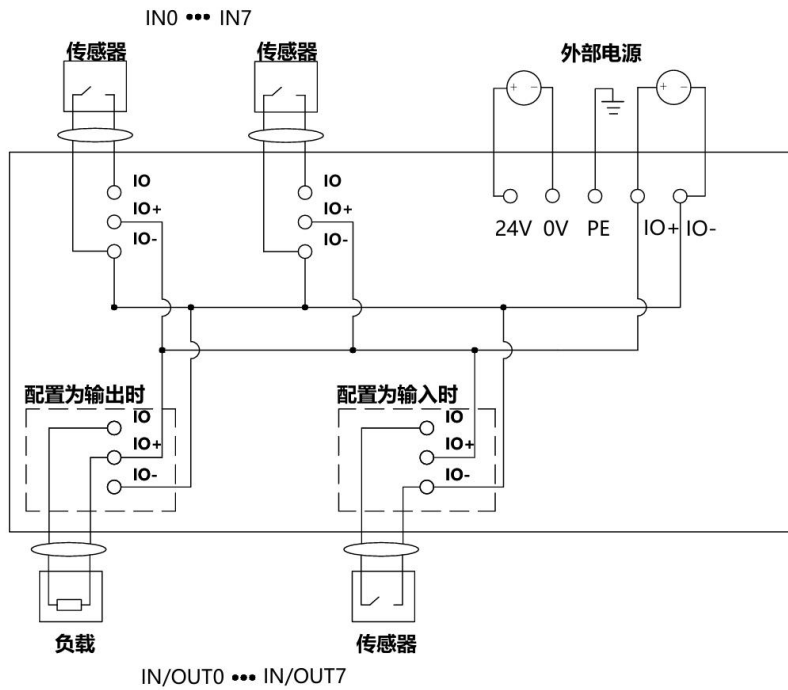 IN0 ••• IN7
传感器
传感器
外部电源
+ -
+ -
IO
IO+
IO-
IO
IO+
IO-
24V 0V PE IO+ IO-
配置为输出时
配置为输入时
IO
IO+
IO-
IO
IO+
IO-
负载
传感器
IN/OUT0 ••• IN/OUT7